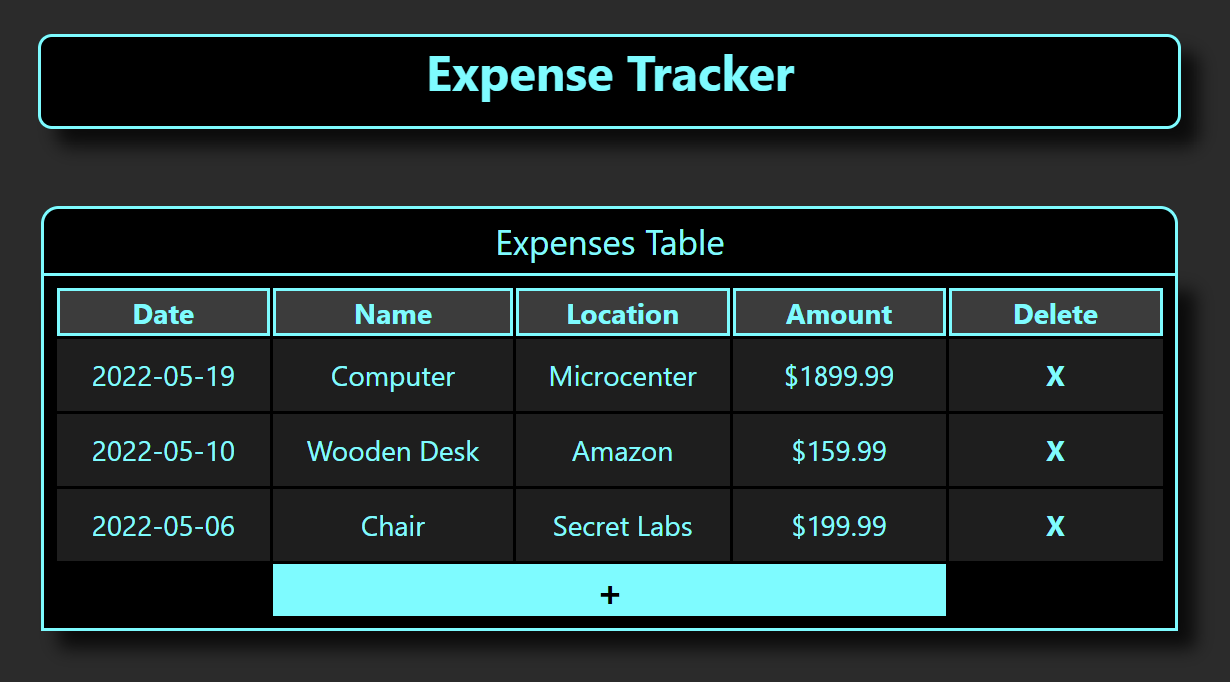 Expense Tracker
Expenses Table
Date Name Location Amount Delete
2022-05-19 Computer Microcenter $1899.99 X
2022-05-10 Wooden Desk Amazon $159.99 X
2022-05-06 Chair Secret Labs $199.99 X
+